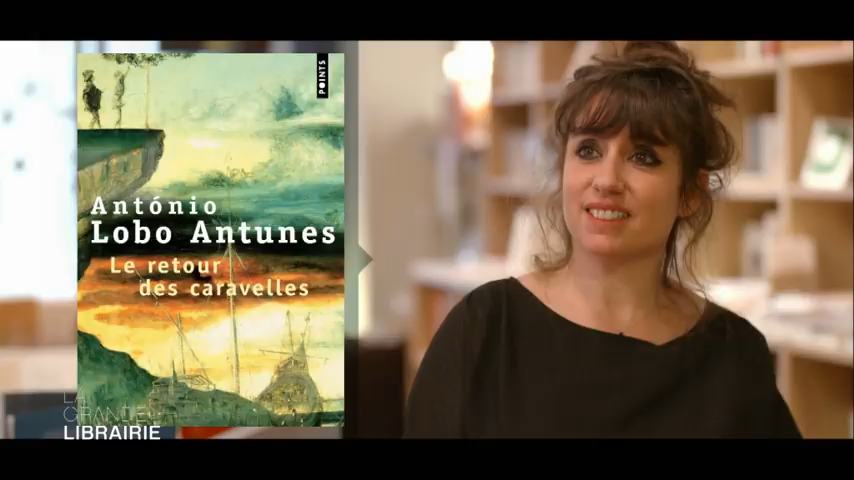 POINTS
António
Lobo Antunes
Le retour
des caravelles
LA
GRANDE
LIBRAIRIE